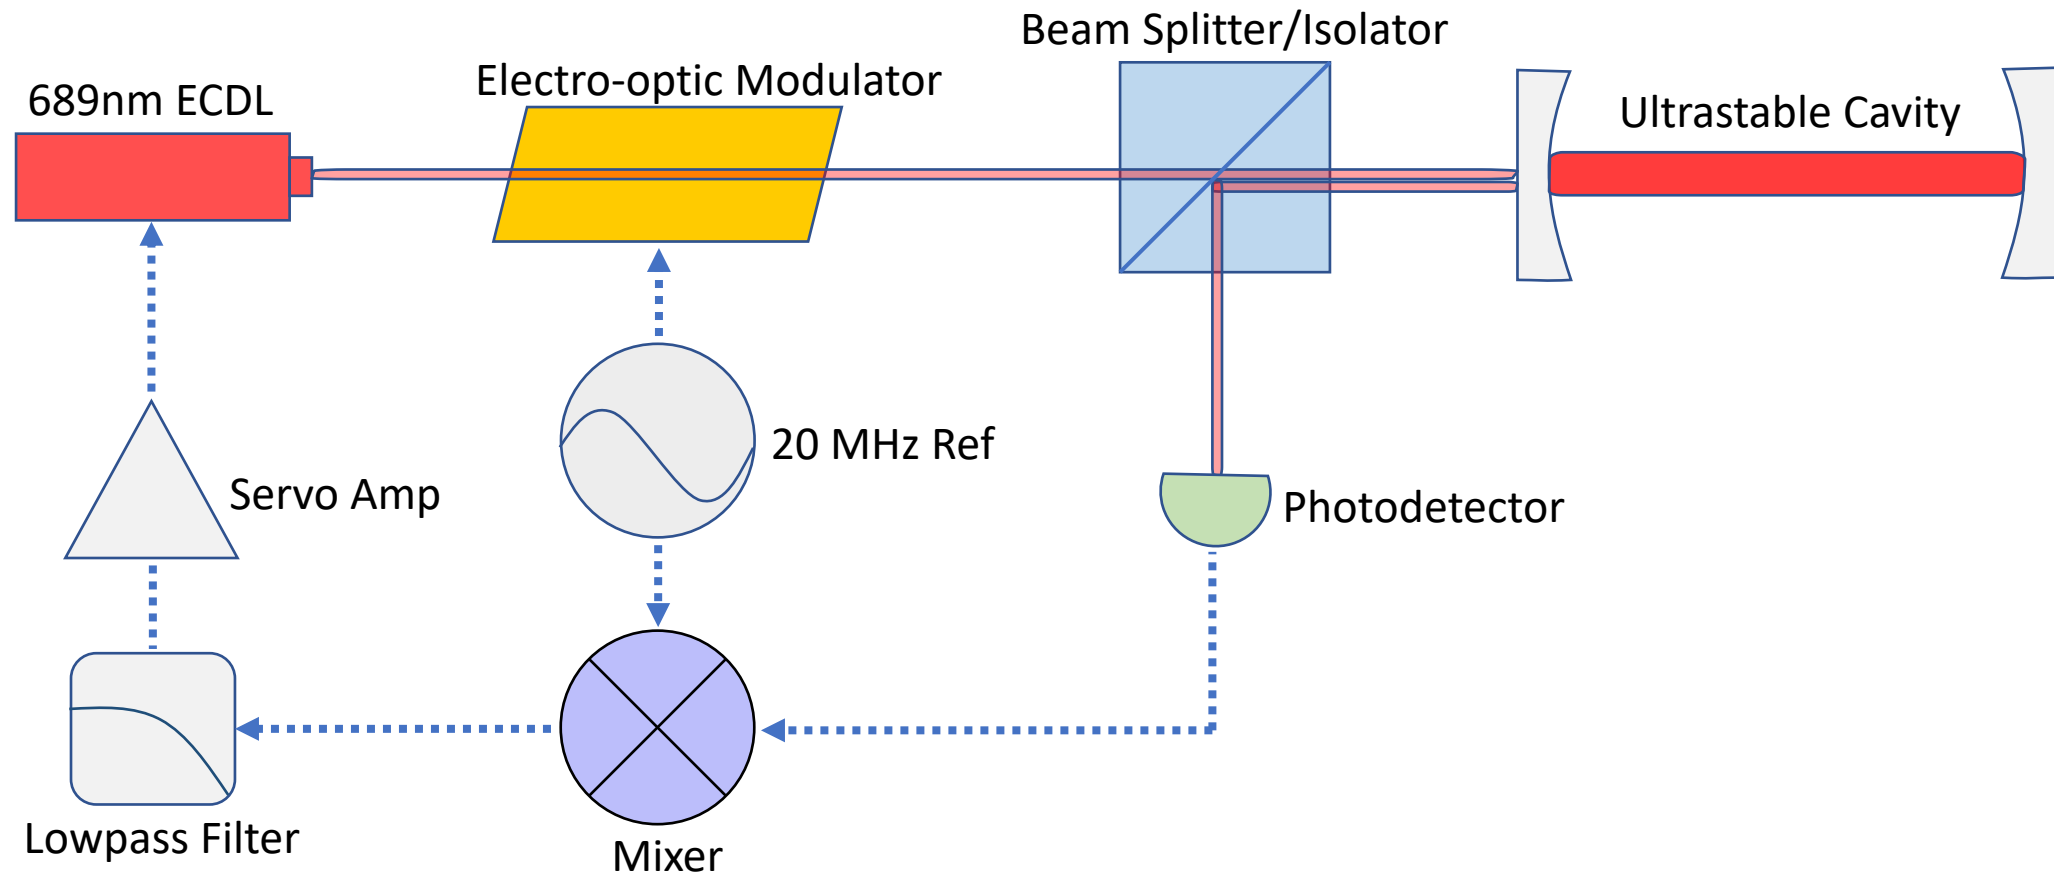 Beam Splitter/Isolator
Electro-optic Modulator
689nm ECDL
Ultrastable Cavity
20 MHz Ref
Servo Amp
Photodetector
Lowpass Filter
Mixer